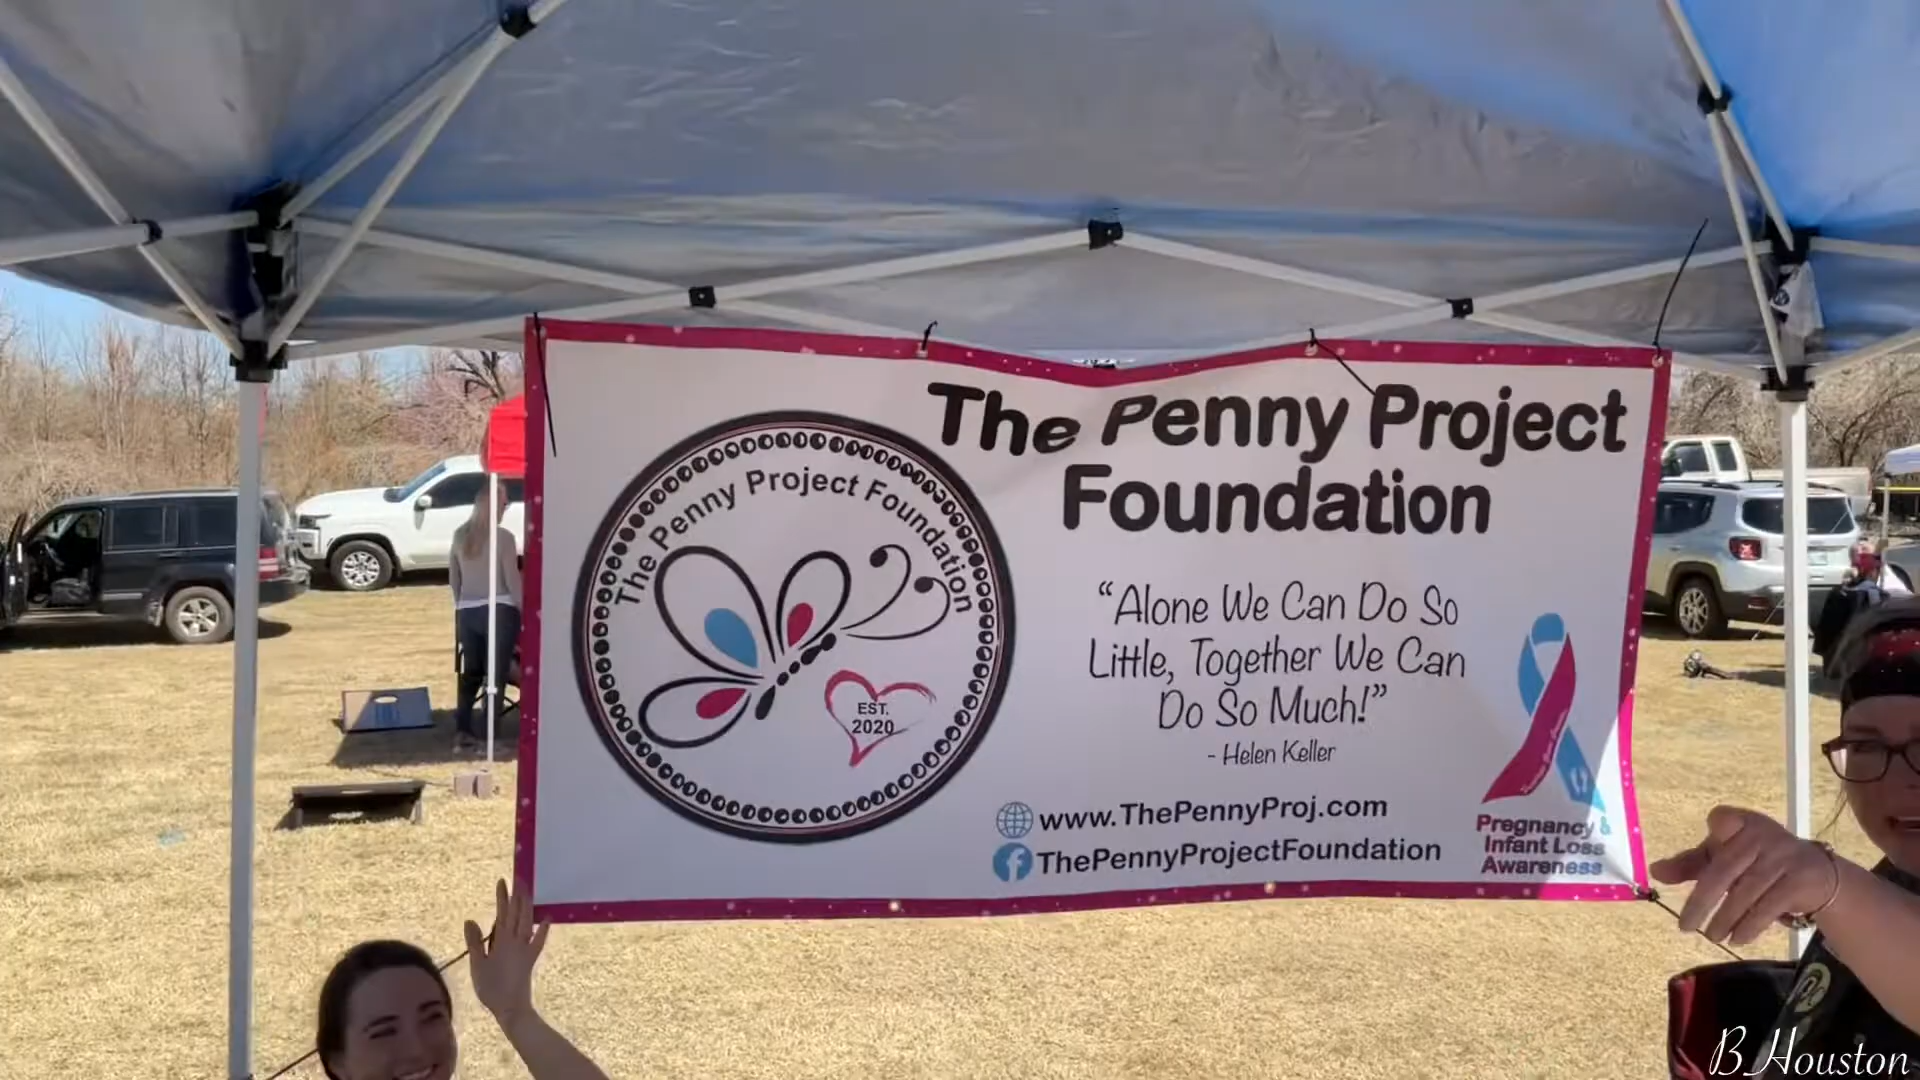 The Penny Project
Foundation
The Penny Project Foundation
EST.
2020
“Alone We Can Do So
Little, Together We Can
Do So Much!”
- Helen Keller
www.ThePennyProj.com
ThePennyProjectFoundation
Pregnancy &
Infant Loss
Awareness
B Houston